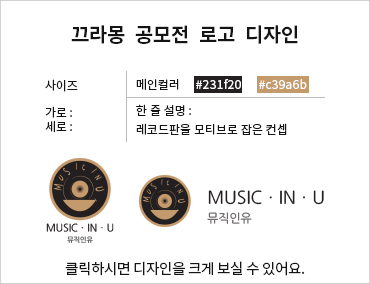 끄라몽 공모전 로고 디자인
사이즈
메인컬러 #231f20 #c39a6b
가로 :
세로 :
한 줄 설명 :
레코드판을 모티브로 잡은 컨셉
MUSIC IN U
MUSIC · IN · U
뮤직인유
MUSIC IN U
MUSIC · IN · U
뮤직인유
클릭하시면 디자인을 크게 보실 수 있어요.